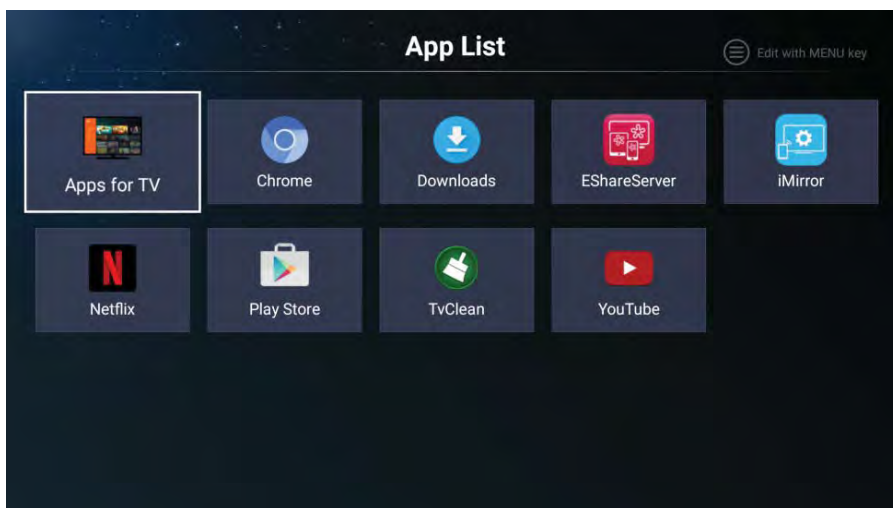 App List
Edit with MENU key
Apps for TV
Chrome
Downloads
EShareServer
iMirror
N
Netflix
Play Store
TvClean
YouTube